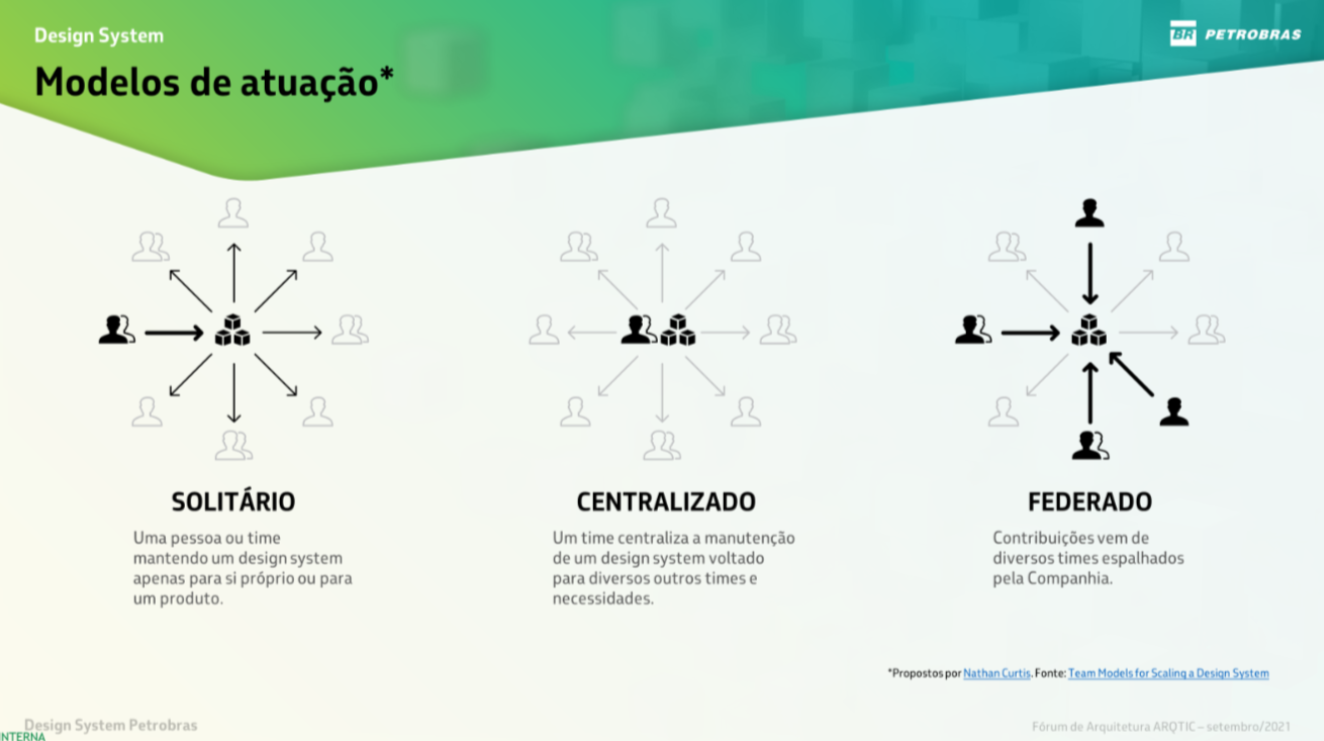 Design System
BR PETROBRAS
Modelos de atuação*
SOLITÁRIO
Uma pessoa ou time
mantendo um design system
apenas para si próprio ou para
um produto.
CENTRALIZADO
Um time centraliza a manutenção
de um design system voltado
para diversos outros times e
necessidades.
FEDERADO
Contribuições vem de
diversos times espalhados
pela Companhia.
*Propostos por Nathan Curtis. Fonte: Team Models for Scaling a Design System
Design System Petrobras
Fórum de Arquitetura ARQTIC – setembro/2021
INTERNA